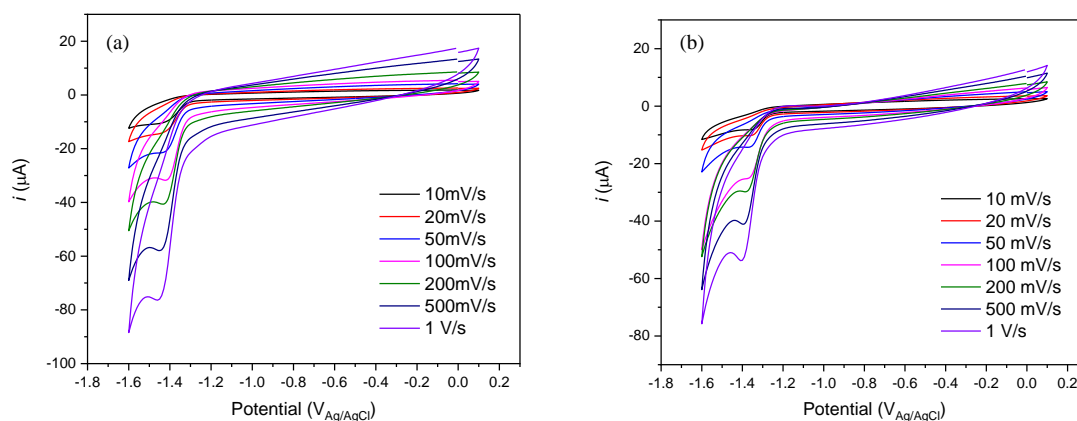 (a)
20
0
-20
-40
-60
-80
-100
i (µA)
10mV/s
20mV/s
50mV/s
100mV/s
200mV/s
500mV/s
1 V/s
-1.8 -1.6 -1.4 -1.2 -1.0 -0.8 -0.6 -0.4 -0.2 0.0 0.2
Potential (V_Ag/AgCl)
(b)
20
0
-20
-40
-60
-80
i (µA)
10 mV/s
20 mV/s
50 mV/s
100 mV/s
200 mV/s
500 mV/s
1 V/s
-1.8 -1.6 -1.4 -1.2 -1.0 -0.8 -0.6 -0.4 -0.2 0.0 0.2
Potential (V_Ag/AgCl)